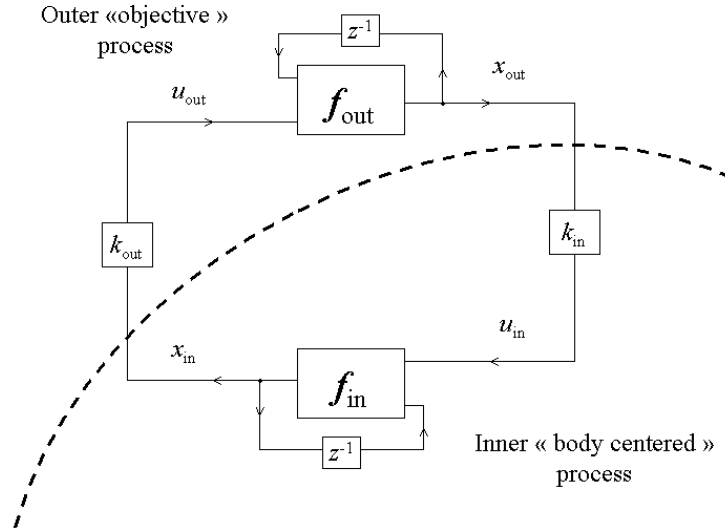 Outer «objective »
process
z⁻¹
x_out
u_out
f_out
k_out
k_in
u_in
x_in
f_in
z⁻¹
Inner « body centered »
process